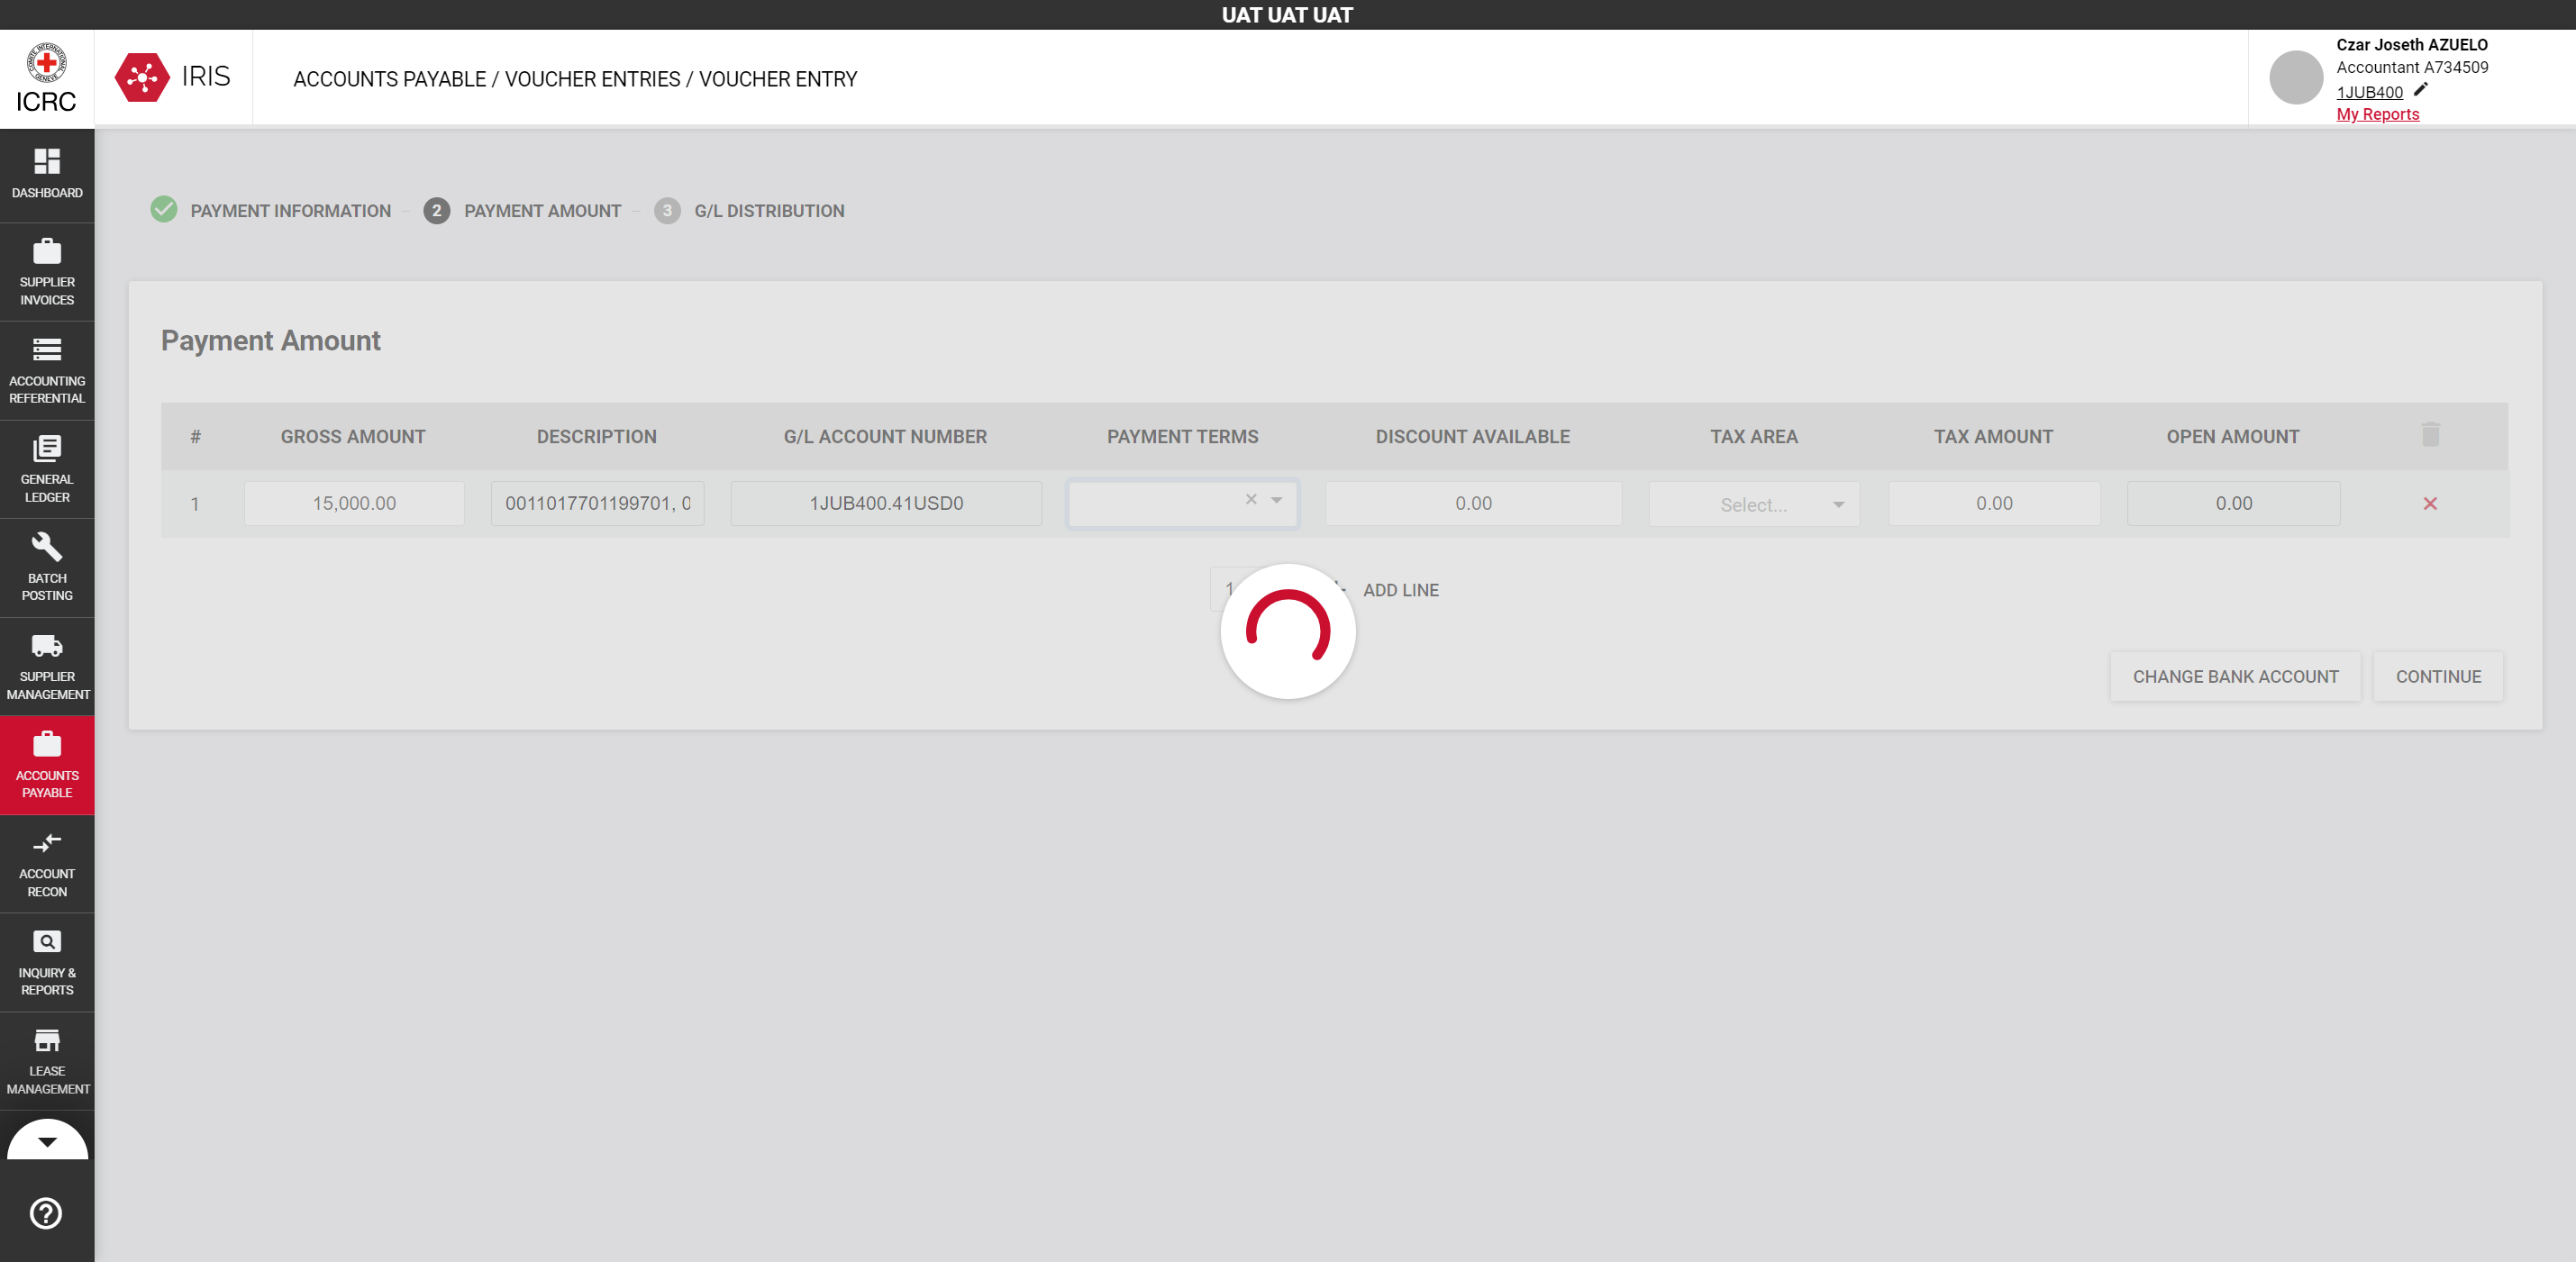 UAT UAT UAT
ICRC
IRIS
ACCOUNTS PAYABLE / VOUCHER ENTRIES / VOUCHER ENTRY
Czar Joseth AZUELO
Accountant A734509
1JUB400
My Reports
DASHBOARD
SUPPLIER
INVOICES
ACCOUNTING
REFERENTIAL
GENERAL
LEDGER
BATCH
POSTING
SUPPLIER
MANAGEMENT
ACCOUNTS
PAYABLE
ACCOUNT
RECON
INQUIRY &
REPORTS
LEASE
MANAGEMENT
PAYMENT INFORMATION
2 PAYMENT AMOUNT
3 G/L DISTRIBUTION
Payment Amount
# GROSS AMOUNT DESCRIPTION G/L ACCOUNT NUMBER PAYMENT TERMS DISCOUNT AVAILABLE TAX AREA TAX AMOUNT OPEN AMOUNT
1 15,000.00 0011017701199701, 0 1JUB400.41USD0 0.00 Select... 0.00 0.00
1 ADD LINE
CHANGE BANK ACCOUNT CONTINUE